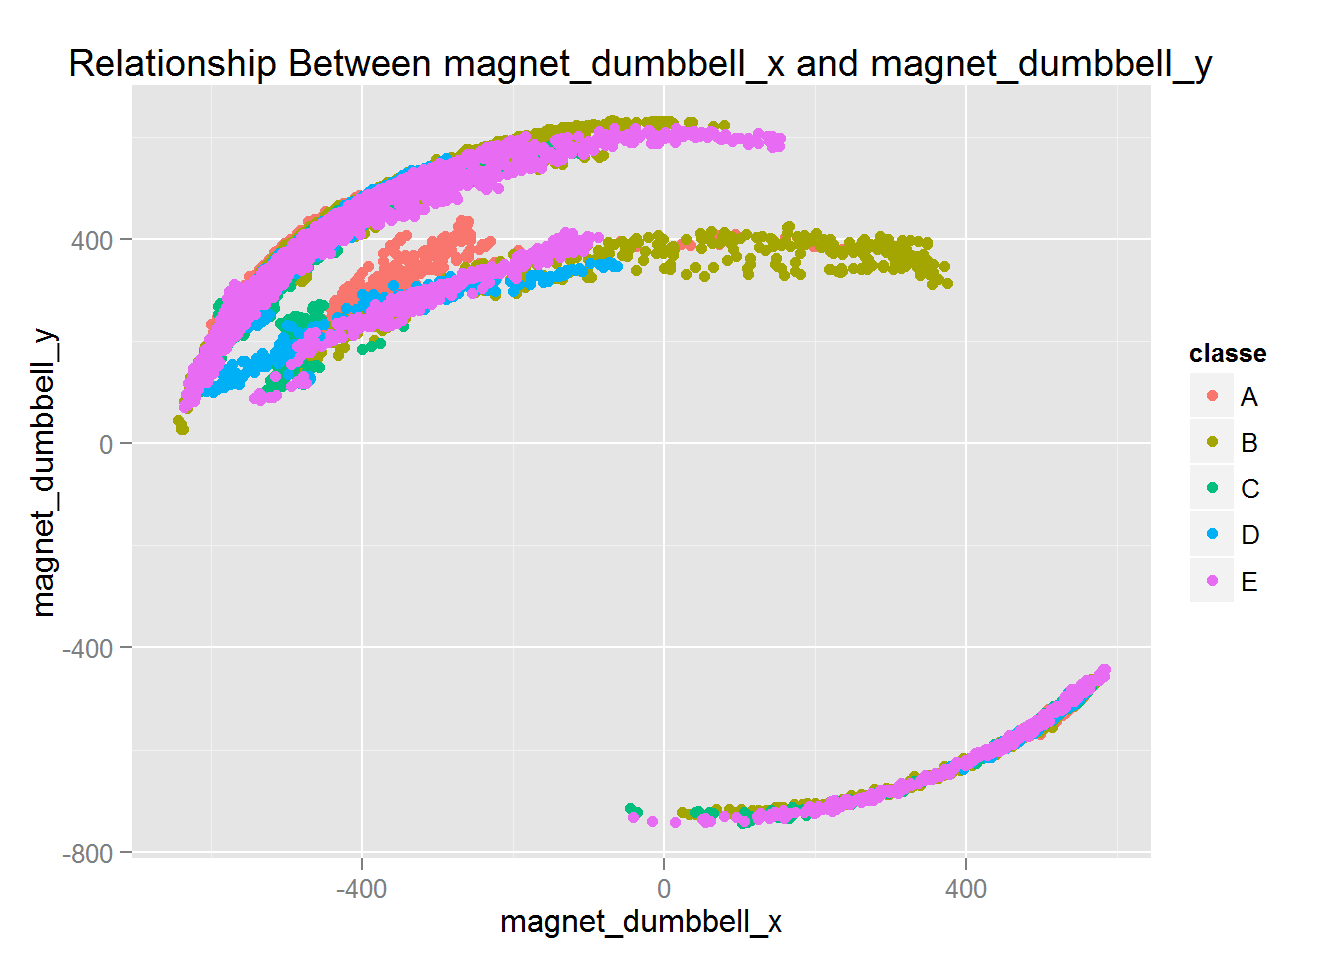 Relationship Between magnet_dumbbell_x and magnet_dumbbell_y
400
0
-400
-800
magnet_dumbbell_y
-400
0
400
magnet_dumbbell_x
classe
A
B
C
D
E